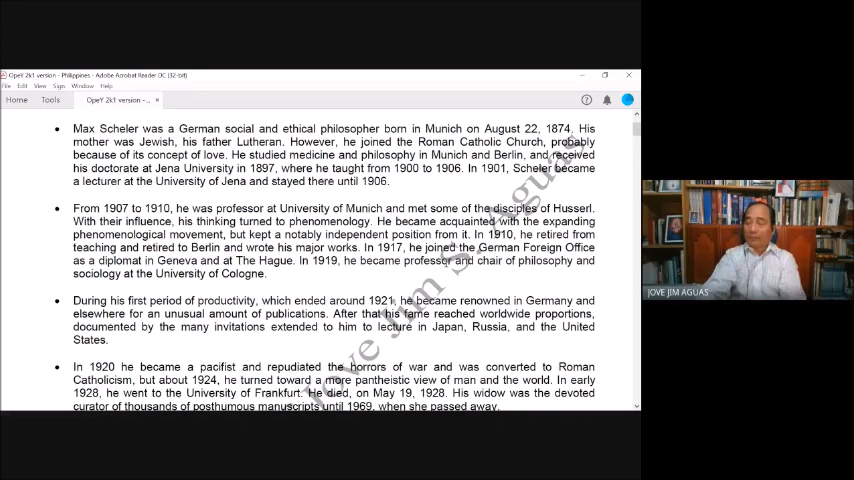 OpeY 2k1 version - Philippines - Adobe Acrobat Reader DC (32-bit)
File Edit View Sign Window Help
Home Tools OpeY 2k1 version -... ×
• Max Scheler was a German social and ethical philosopher born in Munich on August 22, 1874. His
mother was Jewish, his father Lutheran. However, he joined the Roman Catholic Church, probably
because of its concept of love. He studied medicine and philosophy in Munich and Berlin, and received
his doctorate at Jena University in 1897, where he taught from 1900 to 1906. In 1901, Scheler became
a lecturer at the University of Jena and stayed there until 1906.
• From 1907 to 1910, he was professor at University of Munich and met some of the disciples of Husserl.
With their influence, his thinking turned to phenomenology. He became acquainted with the expanding
phenomenological movement, but kept a notably independent position from it. In 1910, he retired from
teaching and retired to Berlin and wrote his major works. In 1917, he joined the German Foreign Office
as a diplomat in Geneva and at The Hague. In 1919, he became professor and chair of philosophy and
sociology at the University of Cologne.
• During his first period of productivity, which ended around 1921, he became renowned in Germany and
elsewhere for an unusual amount of publications. After that his fame reached worldwide proportions,
documented by the many invitations extended to him to lecture in Japan, Russia, and the United
States.
• In 1920 he became a pacifist and repudiated the horrors of war and was converted to Roman
Catholicism, but about 1924, he turned toward a more pantheistic view of man and the world. In early
1928, he went to the University of Frankfurt. He died, on May 19, 1928. His widow was the devoted
curator of thousands of posthumous manuscripts until 1969, when she passed away.
Jove Jim S. Aguas
JOVE JIM AGUAS